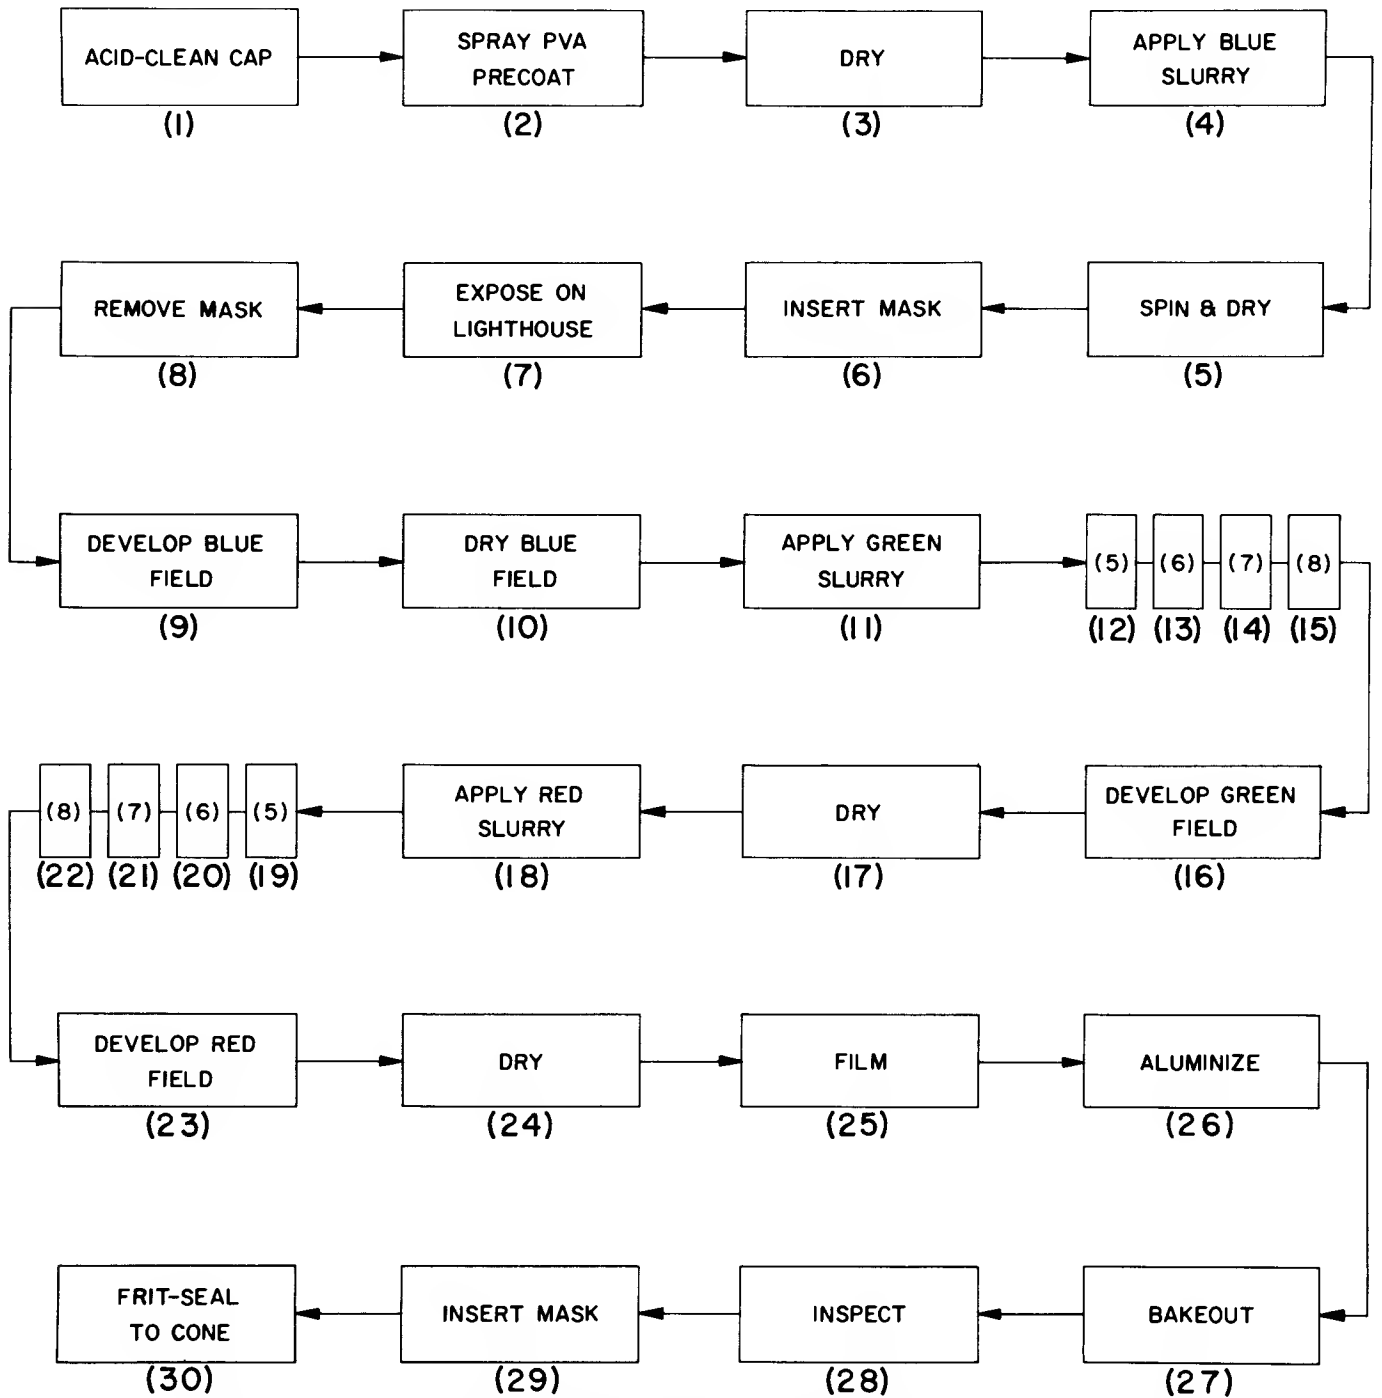 ACID-CLEAN CAP
(1)
SPRAY PVA
PRECOAT
(2)
DRY
(3)
APPLY BLUE
SLURRY
(4)
SPIN & DRY
(5)
INSERT MASK
(6)
EXPOSE ON
LIGHTHOUSE
(7)
REMOVE MASK
(8)
DEVELOP BLUE
FIELD
(9)
DRY BLUE
FIELD
(10)
APPLY GREEN
SLURRY
(11)
(5)
(12)
(6)
(13)
(7)
(14)
(8)
(15)
DEVELOP GREEN
FIELD
(16)
DRY
(17)
APPLY RED
SLURRY
(18)
(5)
(19)
(6)
(20)
(7)
(21)
(8)
(22)
DEVELOP RED
FIELD
(23)
DRY
(24)
FILM
(25)
ALUMINIZE
(26)
BAKEOUT
(27)
INSPECT
(28)
INSERT MASK
(29)
FRIT-SEAL
TO CONE
(30)